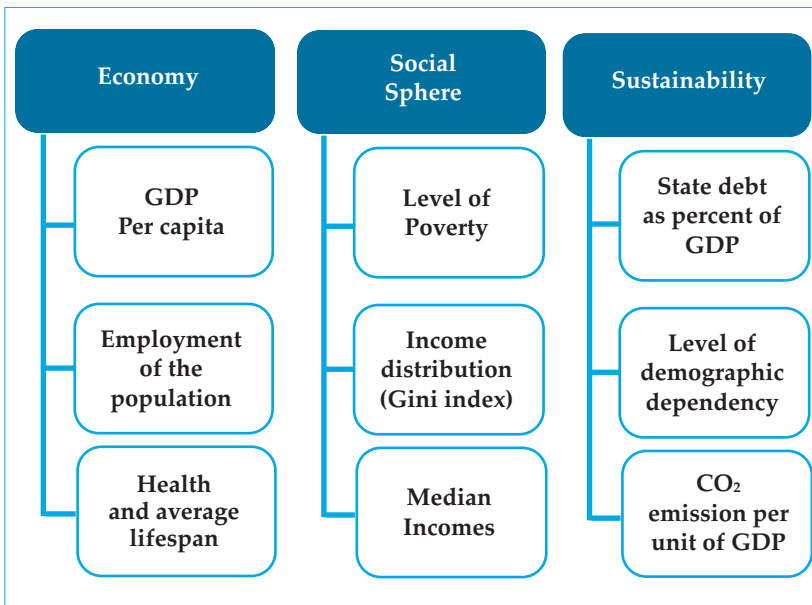 Economy
GDP
Per capita
Employment
of the
population
Health
and average
lifespan
Social
Sphere
Level of
Poverty
Income
distribution
(Gini index)
Median
Incomes
Sustainability
State debt
as percent of
GDP
Level of
demographic
dependency
CO₂
emission per
unit of GDP